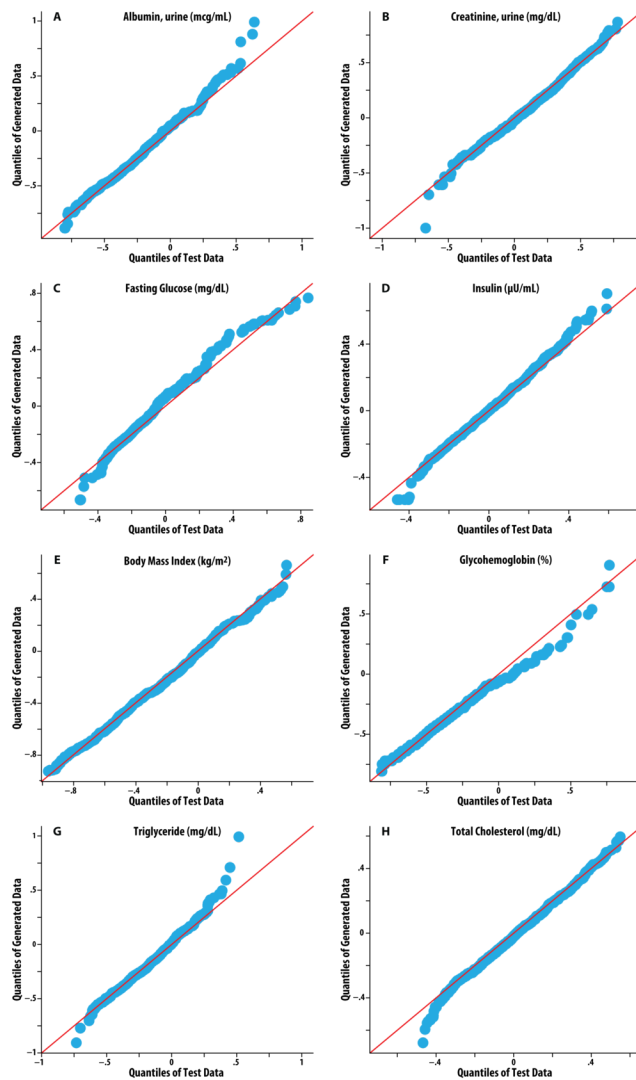 A Albumin, urine (mcg/mL)
Quantiles of Generated Data
1
.5
0
−.5
−.5 0 .5 1
Quantiles of Test Data
B Creatinine, urine (mg/dL)
Quantiles of Generated Data
.5
0
−.5
−1
−1 −.5 0 .5
Quantiles of Test Data
C Fasting Glucose (mg/dL)
Quantiles of Generated Data
.8
.4
0
−.4
−.4 0 .4 .8
Quantiles of Test Data
D Insulin (µU/mL)
Quantiles of Generated Data
.4
0
−.4
−.4 0 .4
Quantiles of Test Data
E Body Mass Index (kg/m²)
Quantiles of Generated Data
.4
0
−.4
−.8
−.8 −.4 0 .4
Quantiles of Test Data
F Glycohemoglobin (%)
Quantiles of Generated Data
.5
0
−.5
−.5 0 .5
Quantiles of Test Data
G Triglyceride (mg/dL)
Quantiles of Generated Data
1
.5
0
−.5
−1
−1 −.5 0 .5 1
Quantiles of Test Data
H Total Cholesterol (mg/dL)
Quantiles of Generated Data
.4
0
−.4
−.4 0 .4
Quantiles of Test Data